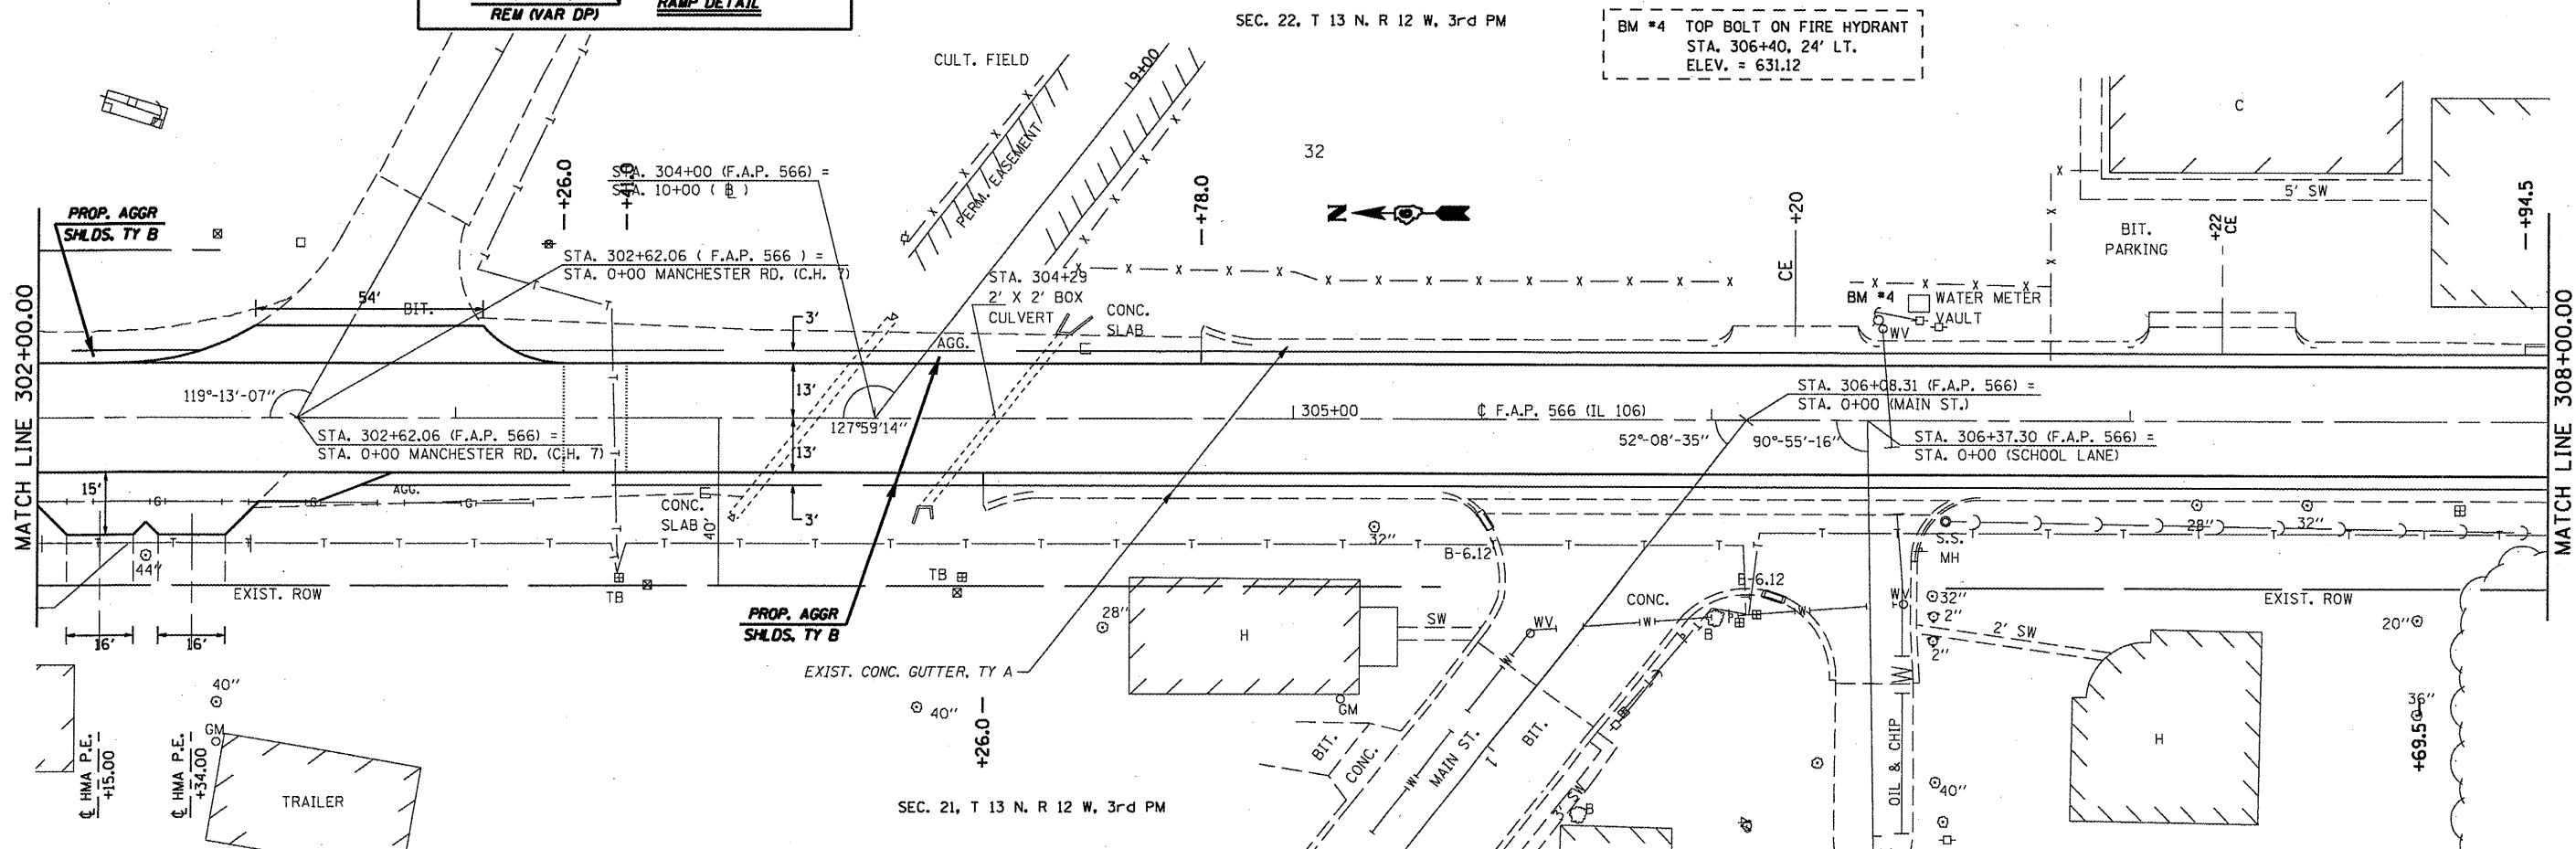 REM (VAR DP)
RAMP DETAIL
SEC. 22, T 13 N. R 12 W, 3rd PM
BM #4 TOP BOLT ON FIRE HYDRANT
STA. 306+40, 24' LT.
ELEV. = 631.12
CULT. FIELD
19+00
PERM. EASEMENT
32
C
5' SW
PROP. AGGR
SHLDS. TY B
+26.0
+41.0
STA. 304+00 (F.A.P. 566) =
STA. 10+00 ( ℄ )
STA. 302+62.06 ( F.A.P. 566 ) =
STA. 0+00 MANCHESTER RD. (C.H. 7)
+78.0
N
+20
CE
+22
CE
BIT.
PARKING
+94.5
54'
BIT.
STA. 304+29
2' X 2' BOX
CULVERT
CONC.
SLAB
BM #4
WATER METER
VAULT
WV
3'
AGG.
MATCH LINE 302+00.00
MATCH LINE 308+00.00
119°-13'-07"
13'
127°59'14"
305+00
℄ F.A.P. 566 (IL 106)
STA. 306+08.31 (F.A.P. 566) =
STA. 0+00 (MAIN ST.)
STA. 302+62.06 (F.A.P. 566) =
STA. 0+00 MANCHESTER RD. (C.H. 7)
13'
52°-08'-35"
90°-55'-16"
STA. 306+37.30 (F.A.P. 566) =
STA. 0+00 (SCHOOL LANE)
15'
AGG.
G
G
G
CONC.
SLAB
40'
3'
32"
B-6.12
S.S.
MH
28"
32"
44"
EXIST. ROW
TB
TB
B-6.12
CONC.
WV
32"
2"
2"
EXIST. ROW
16'
16'
PROP. AGGR
SHLDS. TY B
28"
H
SW
WV
P
B
2' SW
20"
EXIST. CONC. GUTTER, TY A
40"
GM
40"
GM
+26.0
BIT.
CONC.
MAIN ST.
BIT.
OIL & CHIP
H
36"
+69.5
℄ HMA P.E.
+15.00
℄ HMA P.E.
+34.00
TRAILER
SEC. 21, T 13 N. R 12 W, 3rd PM
SW
B
40"